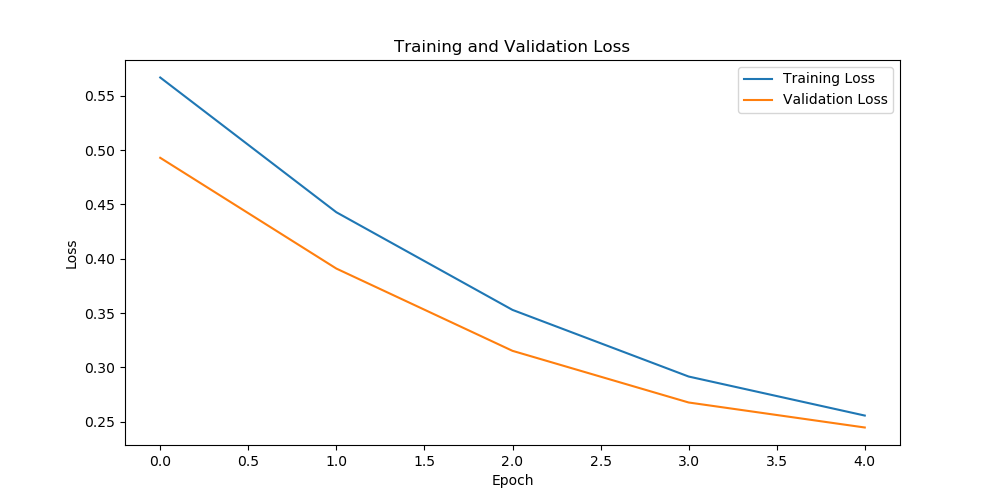 Training and Validation Loss
Training Loss
Validation Loss
Loss
0.55
0.50
0.45
0.40
0.35
0.30
0.25
0.0 0.5 1.0 1.5 2.0 2.5 3.0 3.5 4.0
Epoch